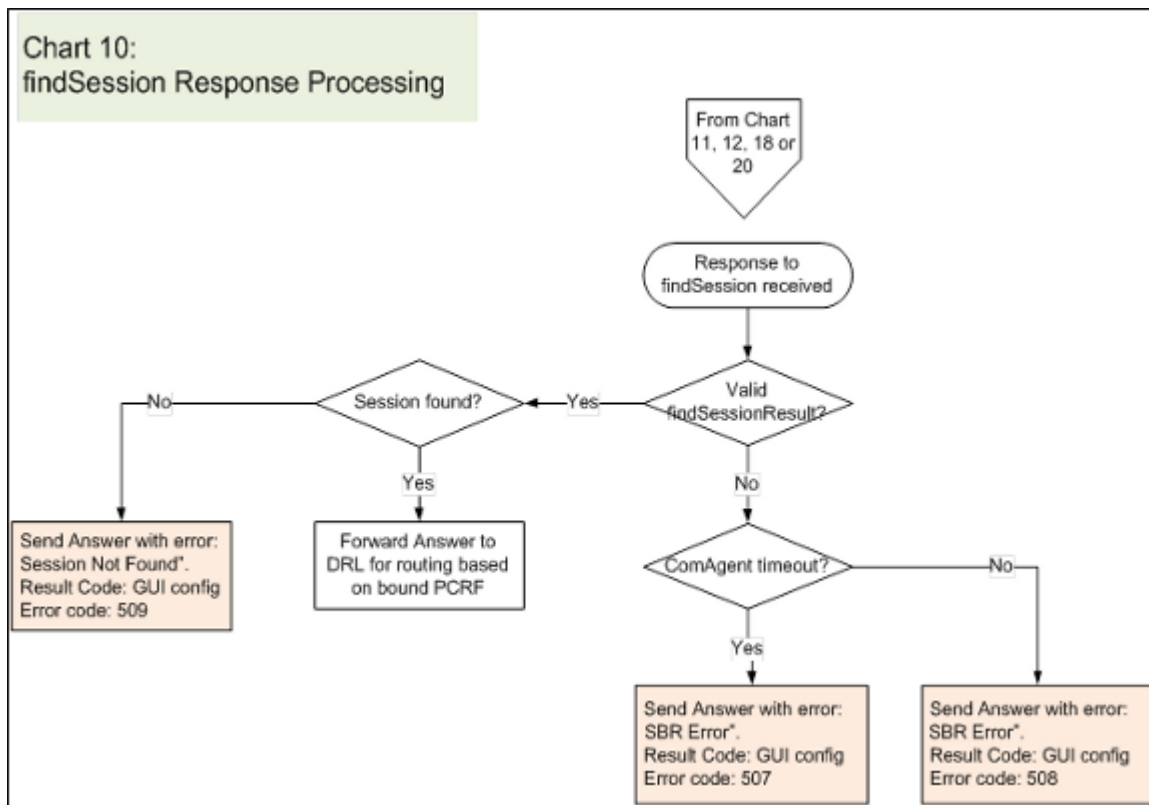 Chart 10:
findSession Response Processing
From Chart
11, 12, 18 or
20
Response to
findSession received
Valid
findSessionResult?
Yes
Session found?
No
Yes
No
Send Answer with error:
Session Not Found".
Result Code: GUI config
Error code: 509
Forward Answer to
DRL for routing based
on bound PCRF
ComAgent timeout?
No
Yes
Send Answer with error:
SBR Error".
Result Code: GUI config
Error code: 507
Send Answer with error:
SBR Error".
Result Code: GUI config
Error code: 508